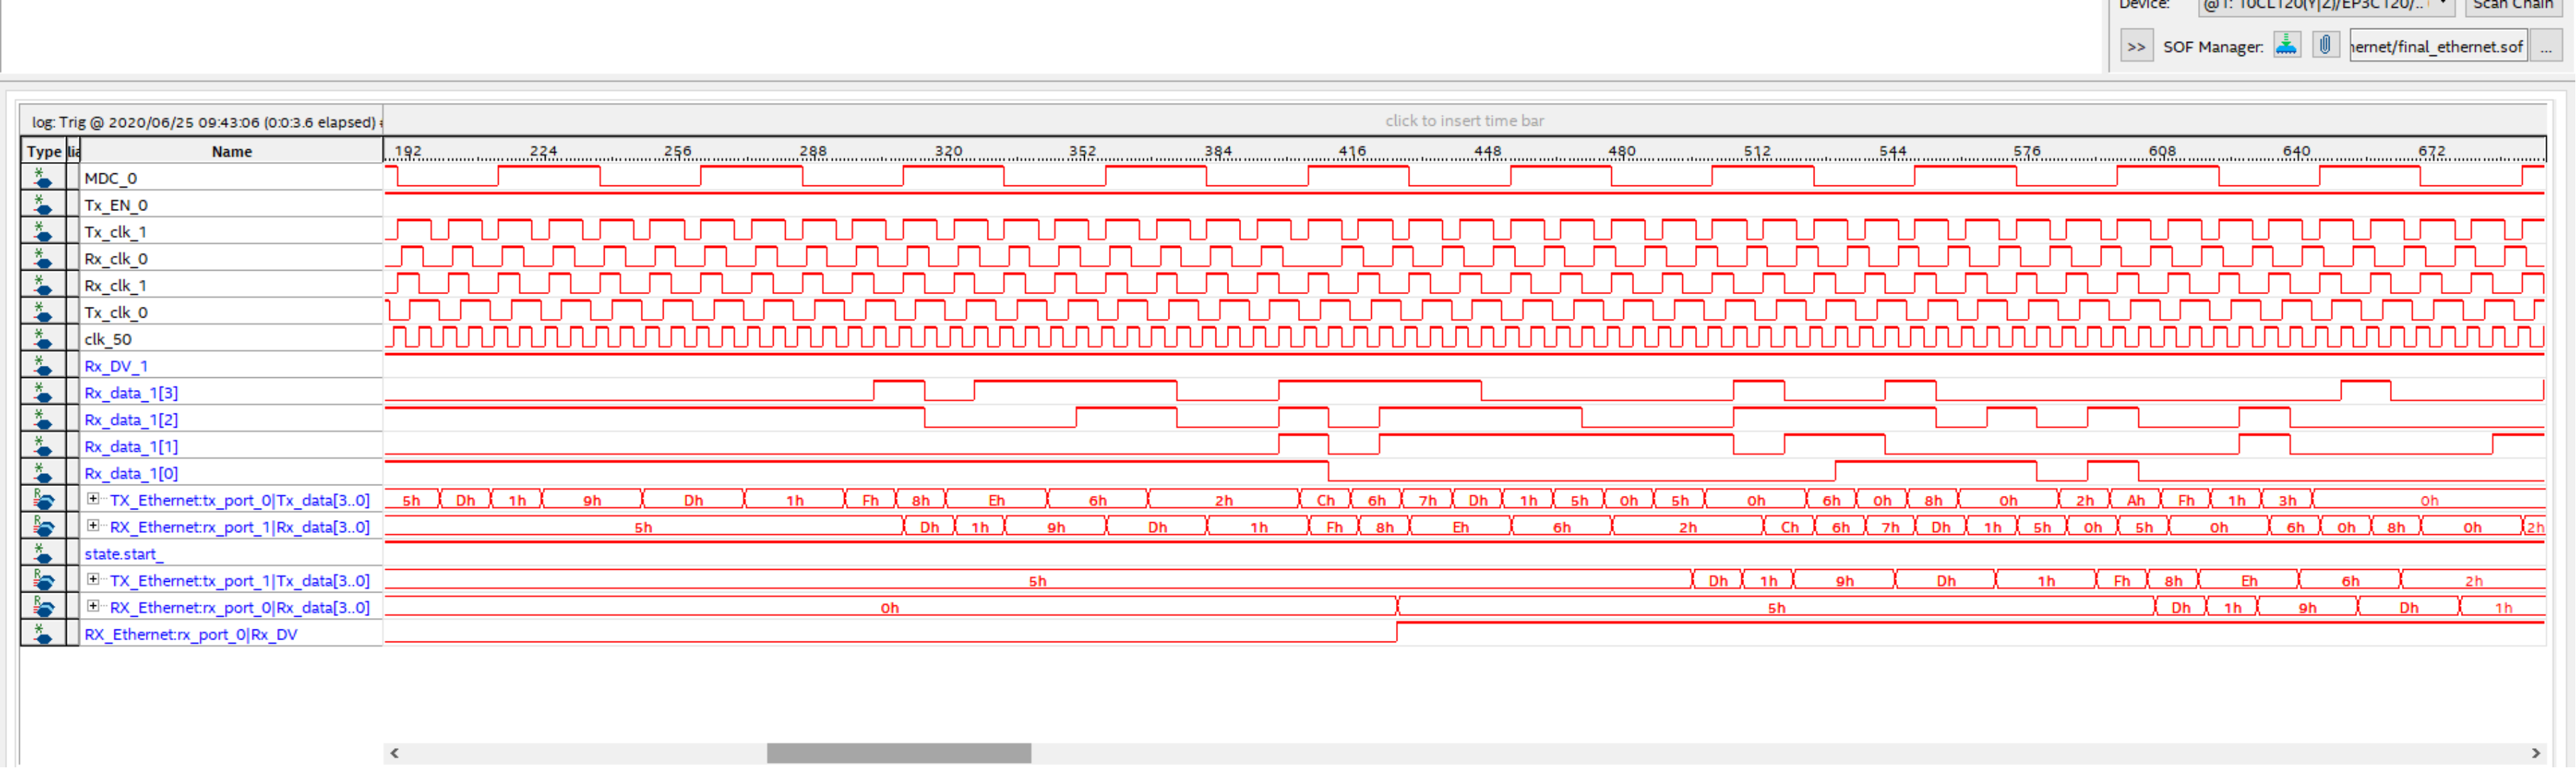 Device:
Scan Chain
>> SOF Manager: hernet/final_ethernet.sof ...
log: Trig @ 2020/06/25 09:43:06 (0:0:3.6 elapsed)
click to insert time bar
Type Name 192 224 256 288 320 352 384 416 448 480 512 544 576 608 640 672
MDC_0
Tx_EN_0
Tx_clk_1
Rx_clk_0
Rx_clk_1
Tx_clk_0
clk_50
Rx_DV_1
Rx_data_1[3]
Rx_data_1[2]
Rx_data_1[1]
Rx_data_1[0]
TX_Ethernet:tx_port_0|Tx_data[3..0] 5h Dh 1h 9h Dh 1h Fh 8h Eh 6h 2h Ch 6h 7h Dh 1h 5h 0h 5h 0h 6h 0h 8h 0h 2h Ah Fh 1h 3h 0h
RX_Ethernet:rx_port_1|Rx_data[3..0] 5h Dh 1h 9h Dh 1h Fh 8h Eh 6h 2h Ch 6h 7h Dh 1h 5h 0h 5h 0h 6h 0h 8h 0h 2h
state.start_
TX_Ethernet:tx_port_1|Tx_data[3..0] 5h Dh 1h 9h Dh 1h Fh 8h Eh 6h 2h
RX_Ethernet:rx_port_0|Rx_data[3..0] 0h 5h Dh 1h 9h Dh 1h
RX_Ethernet:rx_port_0|Rx_DV